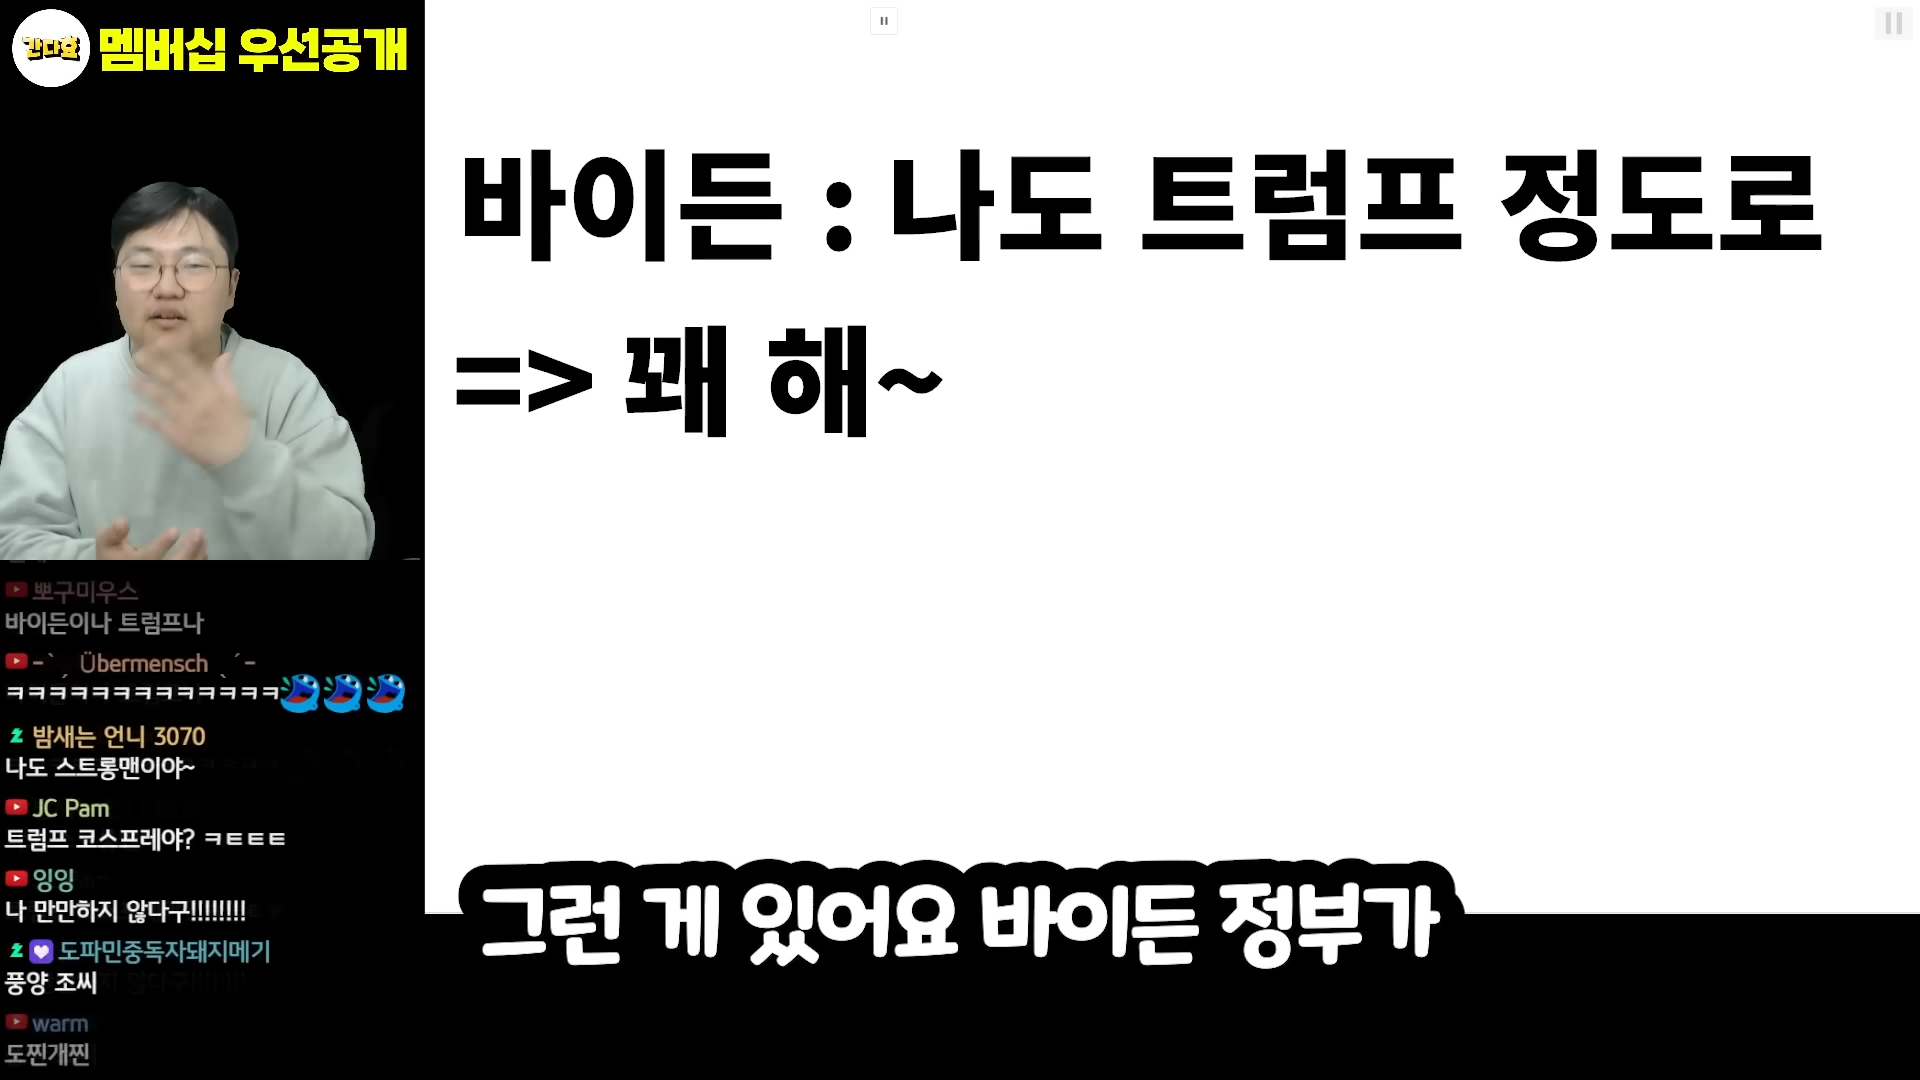 간다효 멤버십 우선공개
바이든 : 나도 트럼프 정도로
=> 꽤 해~
뽀구미우스
바이든이나 트럼프나
Übermensch
ㅋㅋㅋㅋㅋㅋㅋㅋㅋㅋㅋㅋㅋ
밤새는 언니 3070
나도 스트롱맨이야~
JC Pam
트럼프 코스프레야? ㅋㅌㅌㅌ
잉잉
나 만만하지 않다구!!!!!!!!
도파민중독자돼지메기
풍양 조씨
warm
도찐개찐
그런 게 있어요 바이든 정부가